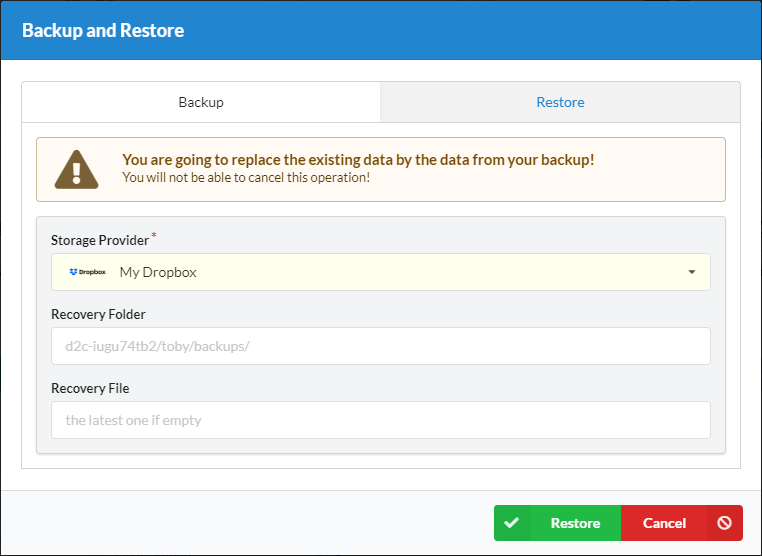 Backup and Restore
Backup Restore
You are going to replace the existing data by the data from your backup!
You will not be able to cancel this operation!
Storage Provider*
Dropbox My Dropbox
Recovery Folder
d2c-iugu74tb2/toby/backups/
Recovery File
the latest one if empty
Restore Cancel